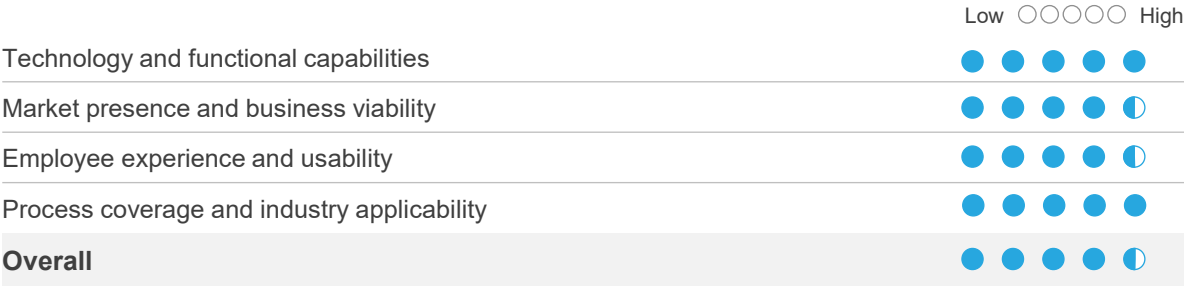 Low High
Technology and functional capabilities
Market presence and business viability
Employee experience and usability
Process coverage and industry applicability
Overall